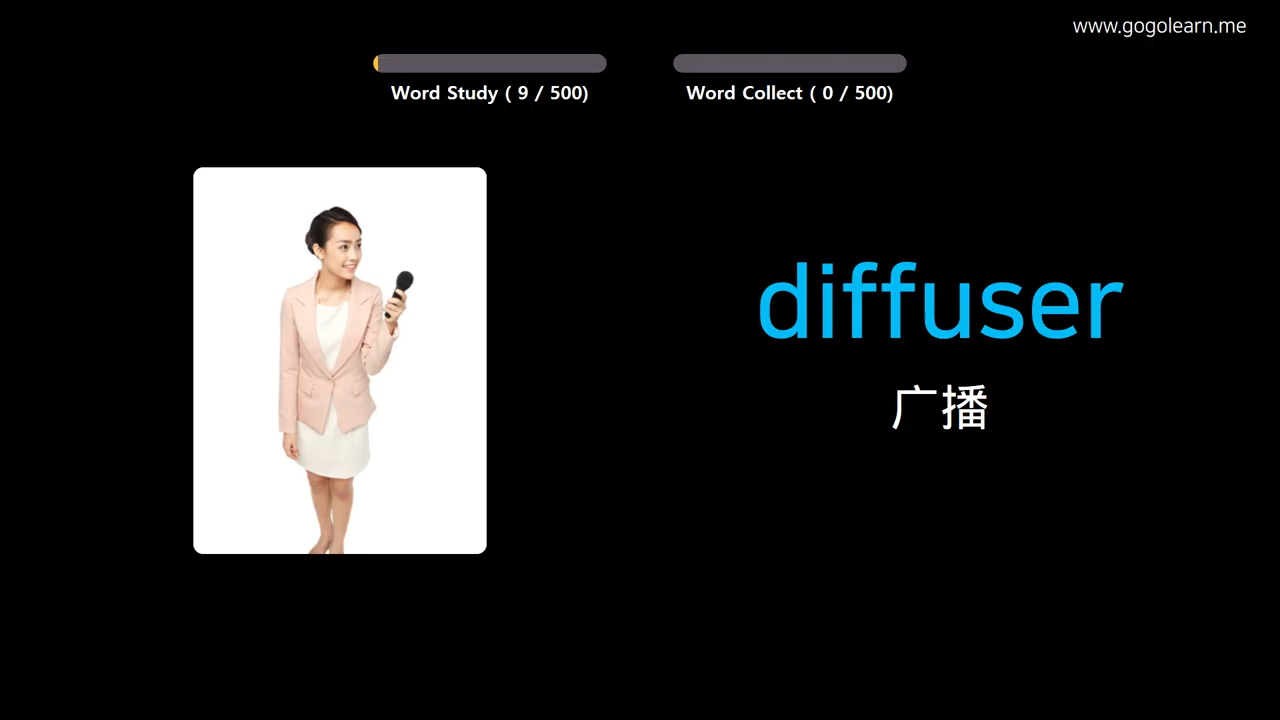 www.gogolearn.me
Word Study ( 9 / 500)
Word Collect ( 0 / 500)
diffuser
广播